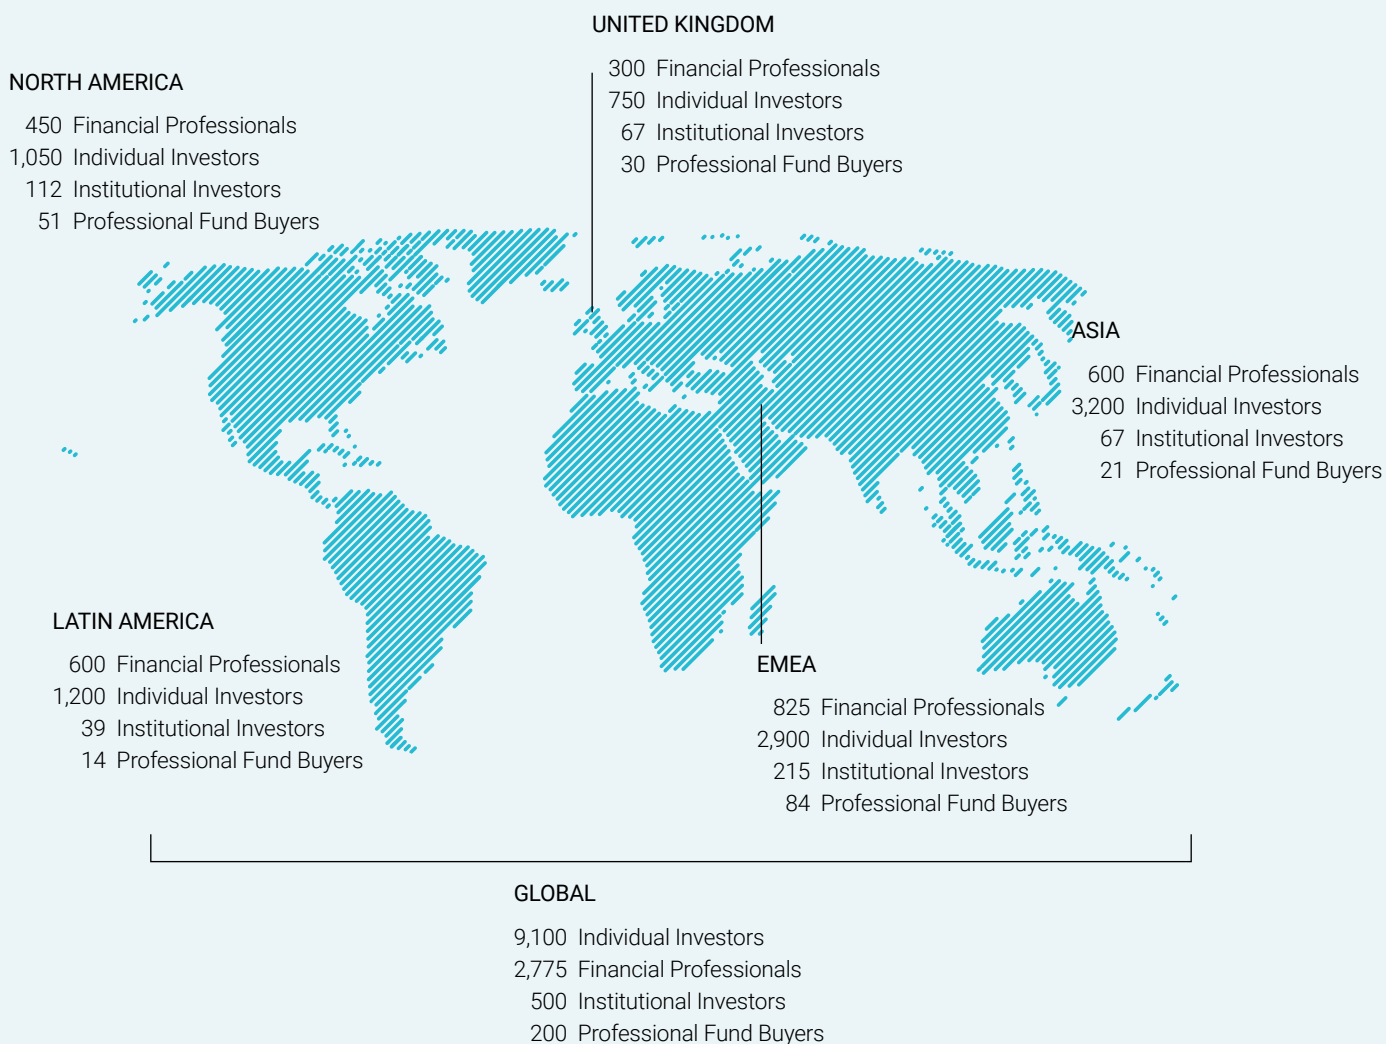 UNITED KINGDOM
300 Financial Professionals
750 Individual Investors
67 Institutional Investors
30 Professional Fund Buyers
NORTH AMERICA
450 Financial Professionals
1,050 Individual Investors
112 Institutional Investors
51 Professional Fund Buyers
ASIA
600 Financial Professionals
3,200 Individual Investors
67 Institutional Investors
21 Professional Fund Buyers
LATIN AMERICA
600 Financial Professionals
1,200 Individual Investors
39 Institutional Investors
14 Professional Fund Buyers
EMEA
825 Financial Professionals
2,900 Individual Investors
215 Institutional Investors
84 Professional Fund Buyers
GLOBAL
9,100 Individual Investors
2,775 Financial Professionals
500 Institutional Investors
200 Professional Fund Buyers